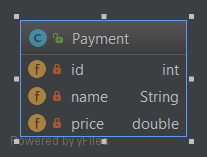 C Payment
f id int
f name String
f price double
Powered by yFiles